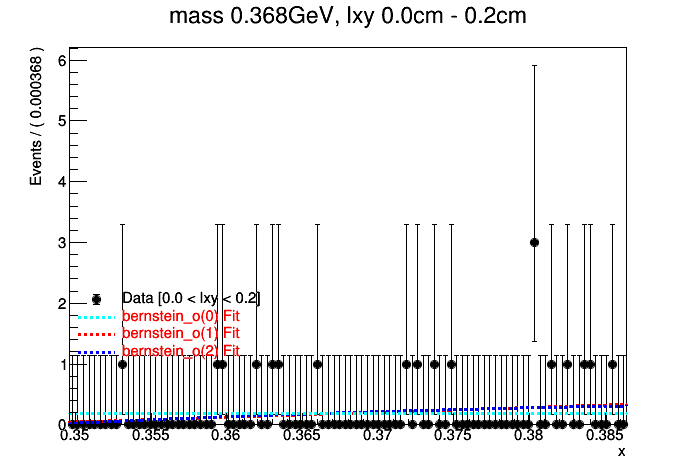 mass 0.368GeV, lxy 0.0cm - 0.2cm
Events / ( 0.000368 )
6
5
4
3
2
1
0
Data [0.0 < lxy < 0.2]
bernstein_o(0) Fit
bernstein_o(1) Fit
bernstein_o(2) Fit
0.35 0.355 0.36 0.365 0.37 0.375 0.38 0.385
x